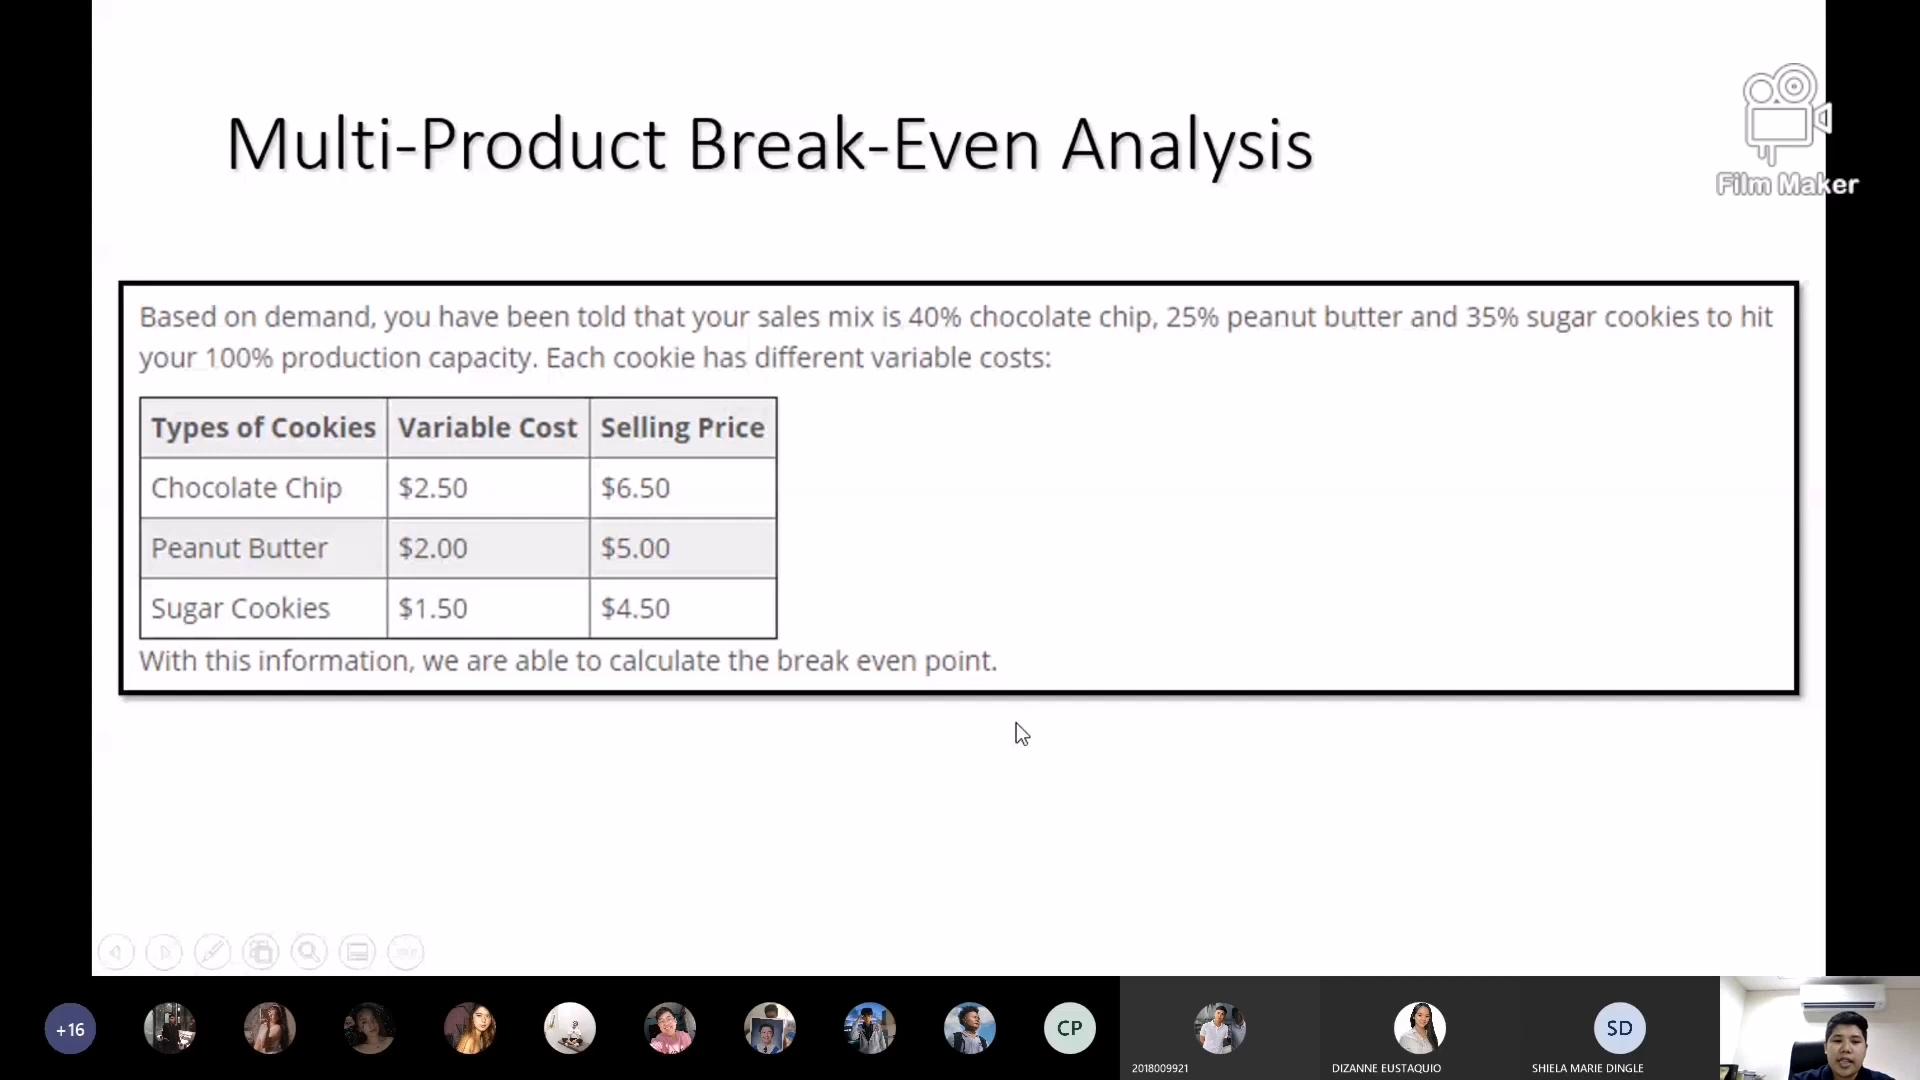 Multi-Product Break-Even Analysis
Film Maker
Based on demand, you have been told that your sales mix is 40% chocolate chip, 25% peanut butter and 35% sugar cookies to hit
your 100% production capacity. Each cookie has different variable costs:
Types of Cookies Variable Cost Selling Price
Chocolate Chip $2.50 $6.50
Peanut Butter $2.00 $5.00
Sugar Cookies $1.50 $4.50
With this information, we are able to calculate the break even point.
+16
CP
SD
2018009921
DIZANNE EUSTAQUIO
SHIELA MARIE DINGLE